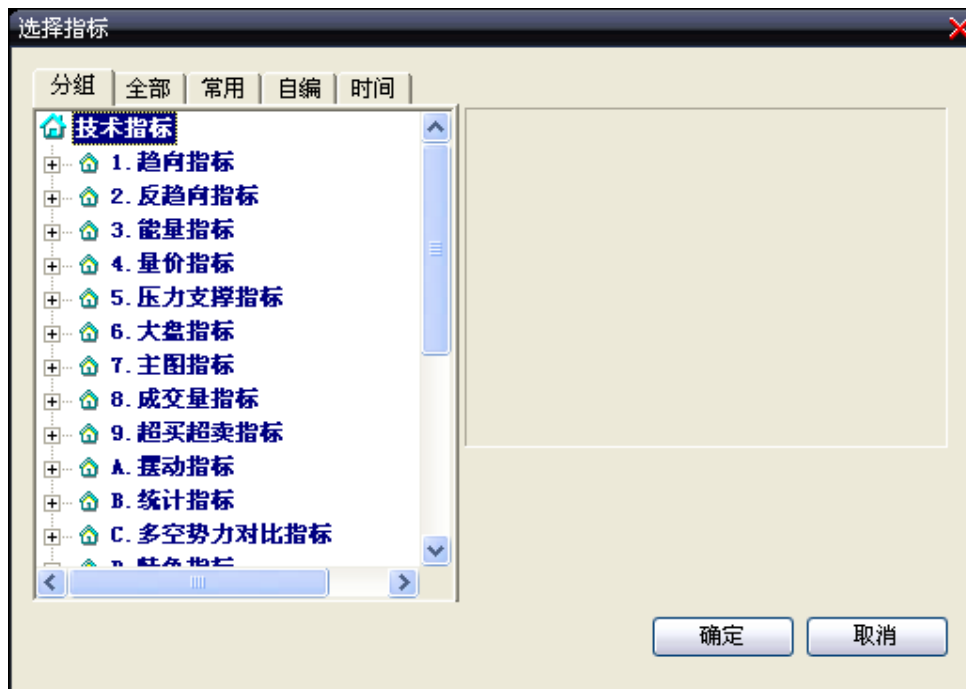 选择指标
分组 全部 常用 自编 时间
技术指标
1.趋向指标
2.反趋向指标
3.能量指标
4.量价指标
5.压力支撑指标
6.大盘指标
7.主图指标
8.成交量指标
9.超买超卖指标
A.摆动指标
B.统计指标
C.多空势力对比指标
D.特色指标
确定 取消